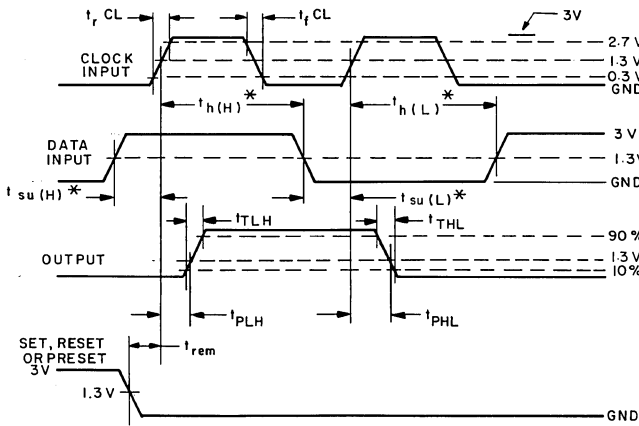 t_r CL
t_f CL
3V
CLOCK
INPUT
2.7 V
1.3 V
0.3 V
GND
t_h(H) *
t_h(L) *
DATA
INPUT
3 V
1.3V
GND
t_su(H) *
t_su(L) *
t_TLH
t_THL
OUTPUT
90 %
1.3 V
10%
t_PLH
t_PHL
SET, RESET
OR PRESET
t_rem
3V
1.3 V
GND